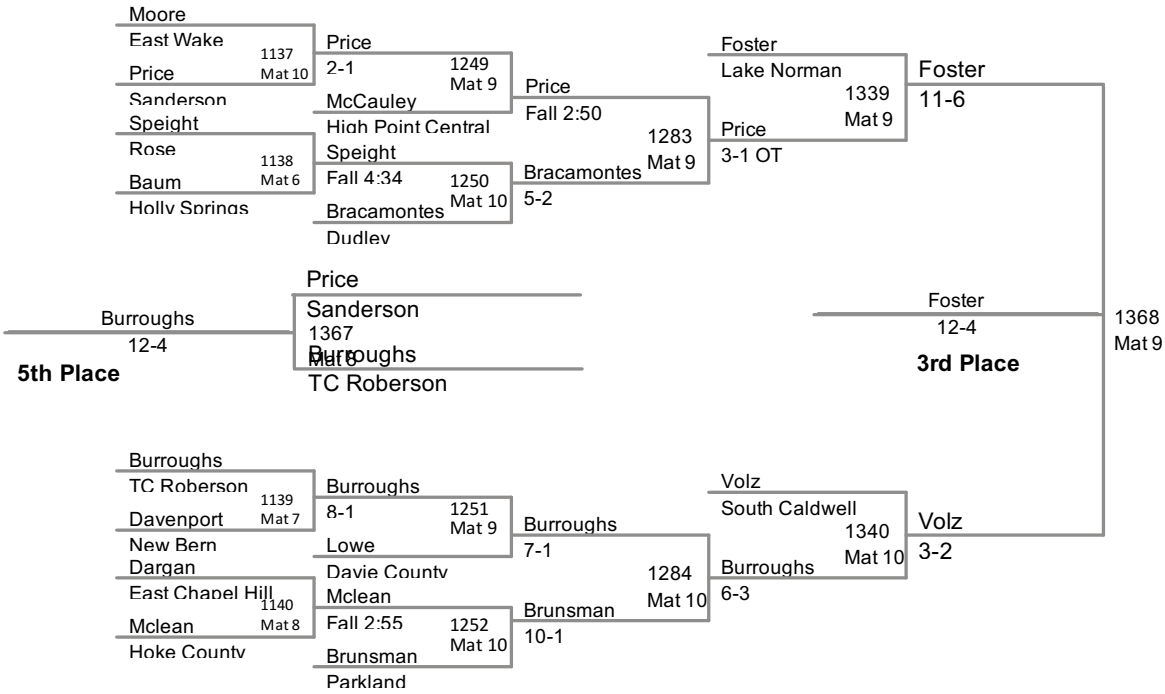 Moore
East Wake
1137
Mat 10
Price
Sanderson
Speight
Rose
1138
Mat 6
Baum
Holly Springs
Price
2-1
1249
Mat 9
McCauley
High Point Central
Speight
Fall 4:34
1250
Mat 10
Bracamontes
Dudley
Price
Fall 2:50
1283
Mat 9
Bracamontes
5-2
Foster
Lake Norman
1339
Mat 9
Price
3-1 OT
Foster
11-6
Price
Sanderson
1367
Mat 8
Burroughs
TC Roberson
Burroughs
12-4
5th Place
Foster
12-4
3rd Place
1368
Mat 9
Burroughs
TC Roberson
1139
Mat 7
Davenport
New Bern
Dargan
East Chapel Hill
1140
Mat 8
Mclean
Hoke County
Burroughs
8-1
1251
Mat 9
Lowe
Davie County
Mclean
Fall 2:55
1252
Mat 10
Brunsman
Parkland
Burroughs
7-1
1284
Mat 10
Brunsman
10-1
Volz
South Caldwell
1340
Mat 10
Burroughs
6-3
Volz
3-2